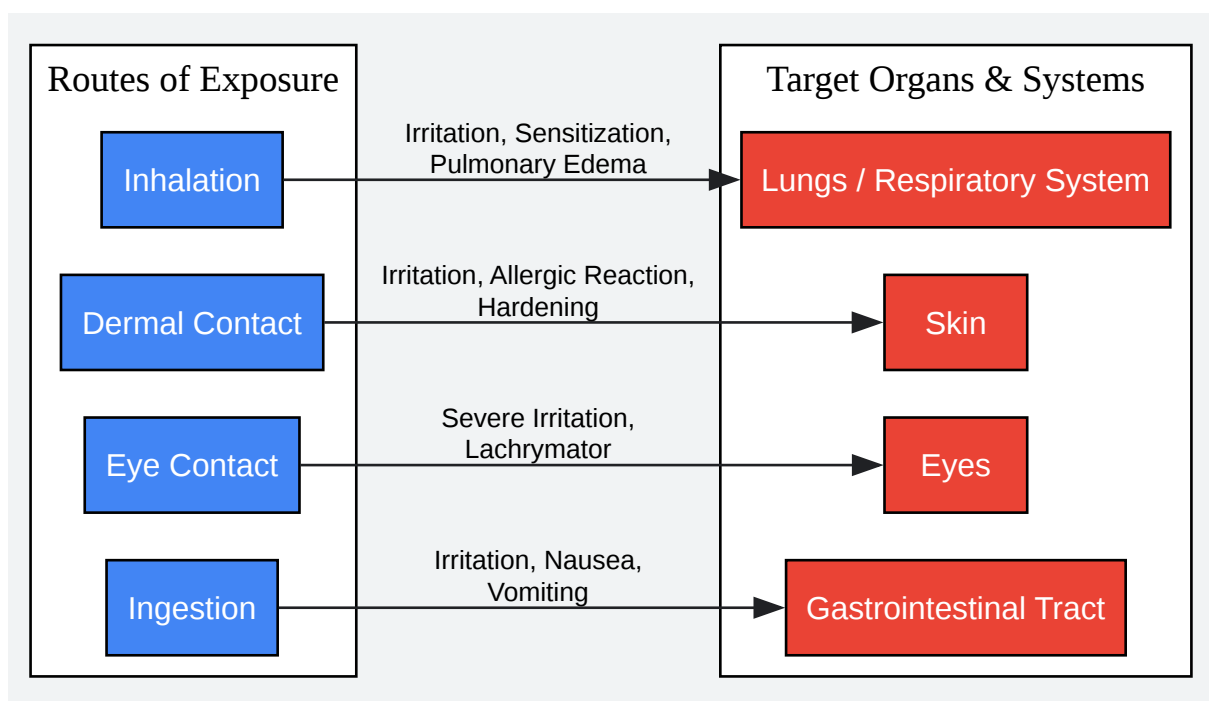 Routes of Exposure
Target Organs & Systems
Inhalation
Irritation, Sensitization,
Pulmonary Edema
Lungs / Respiratory System
Dermal Contact
Irritation, Allergic Reaction,
Hardening
Skin
Eye Contact
Severe Irritation,
Lachrymator
Eyes
Ingestion
Irritation, Nausea,
Vomiting
Gastrointestinal Tract